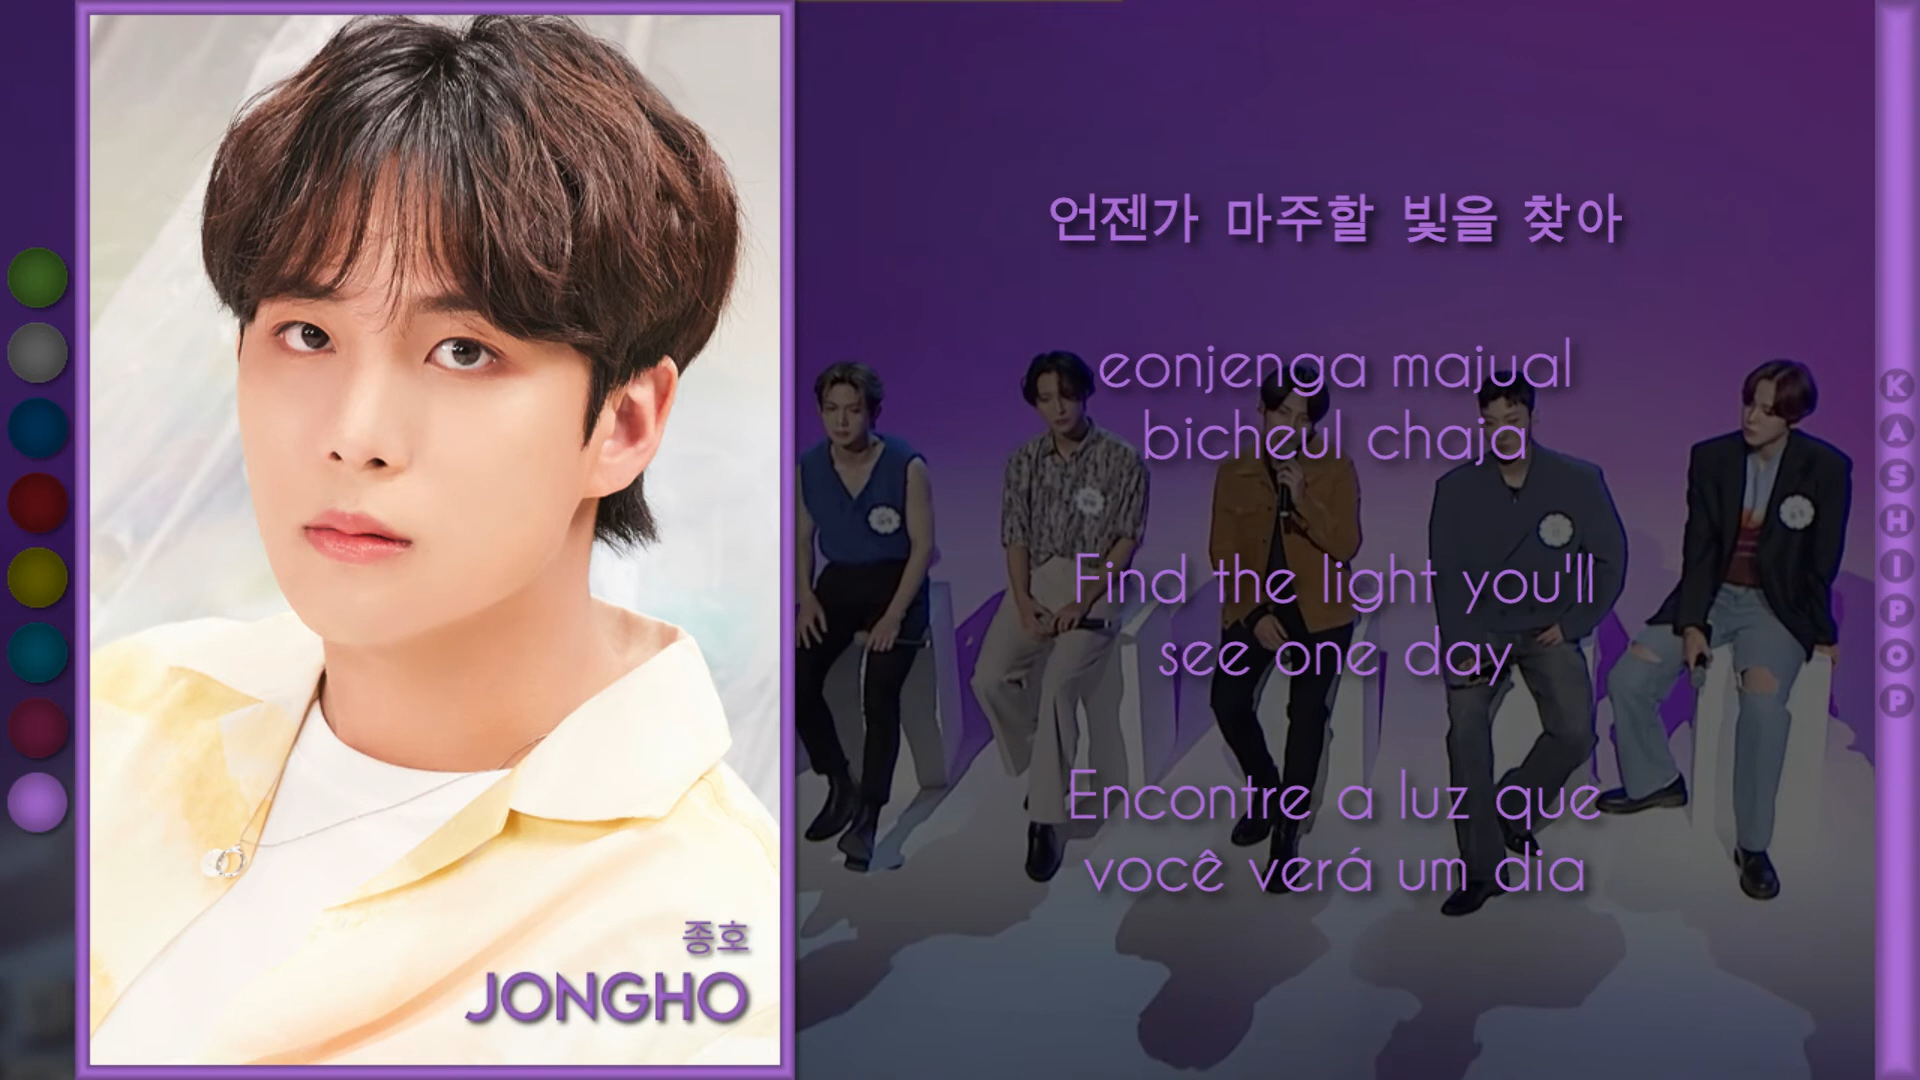 종호
JONGHO
언젠가 마주할 빛을 찾아
eonjenga majual
bicheul chaja
Find the light you'll
see one day
Encontre a luz que
você verá um dia
KASHIPOP